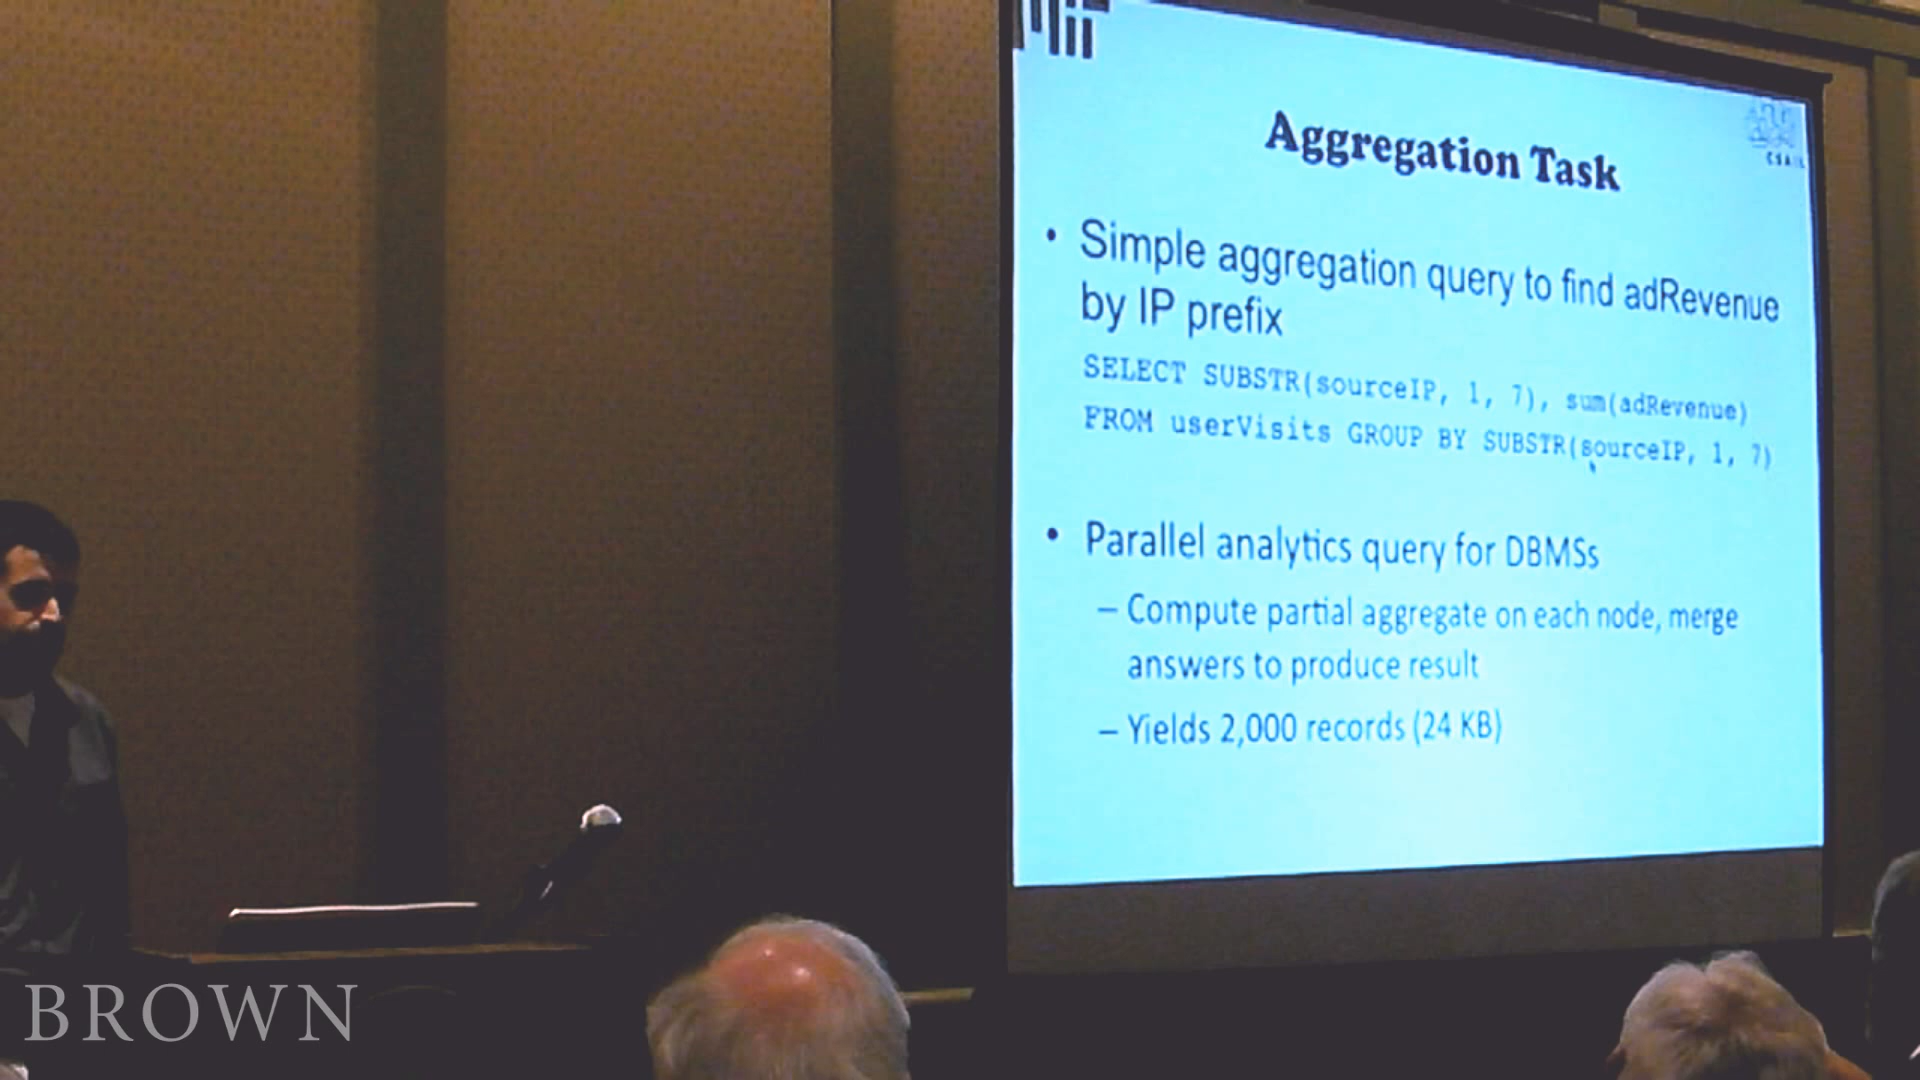 Aggregation Task
• Simple aggregation query to find adRevenue
by IP prefix
SELECT SUBSTR(sourceIP, 1, 7), sum(adRevenue)
FROM userVisits GROUP BY SUBSTR(sourceIP, 1, 7)
• Parallel analytics query for DBMSs
– Compute partial aggregate on each node, merge
answers to produce result
– Yields 2,000 records (24 KB)
BROWN